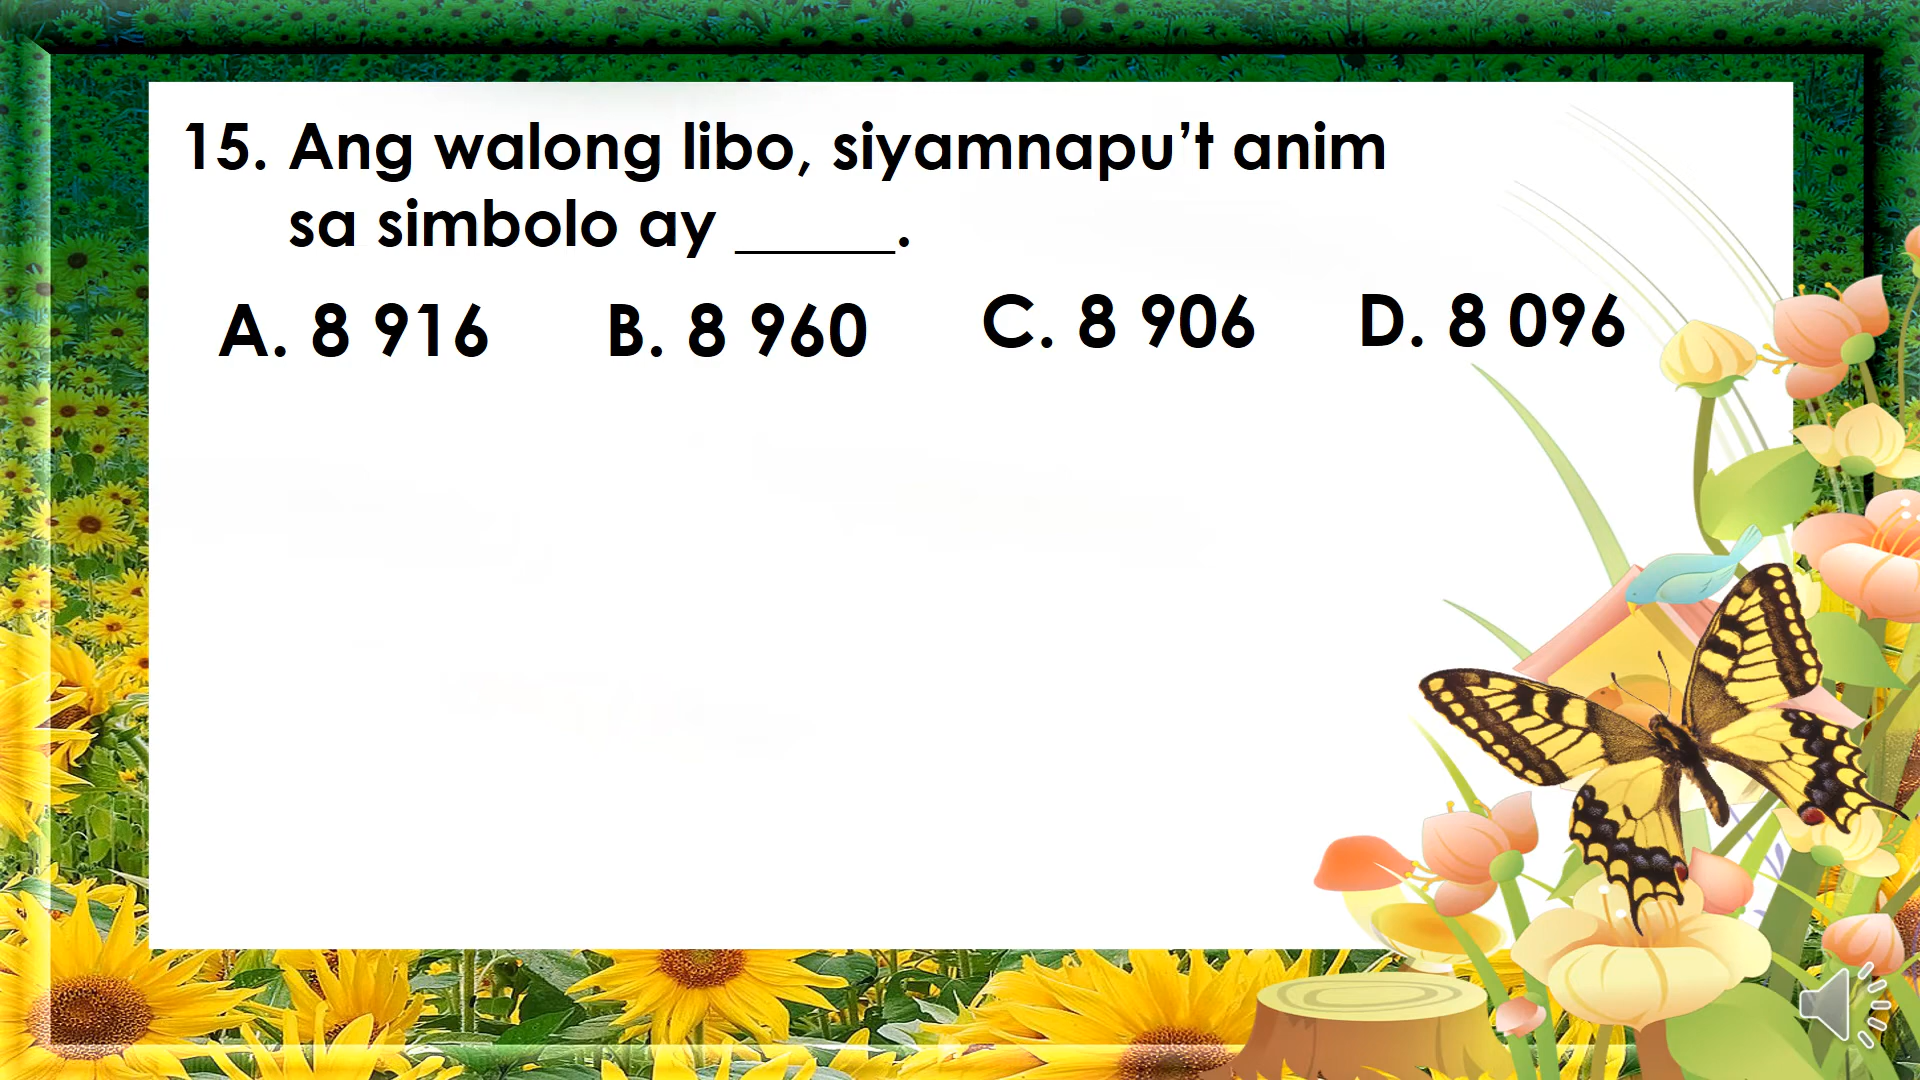 15. Ang walong libo, siyamnapu’t anim
sa simbolo ay _____.
A. 8 916 B. 8 960 C. 8 906 D. 8 096